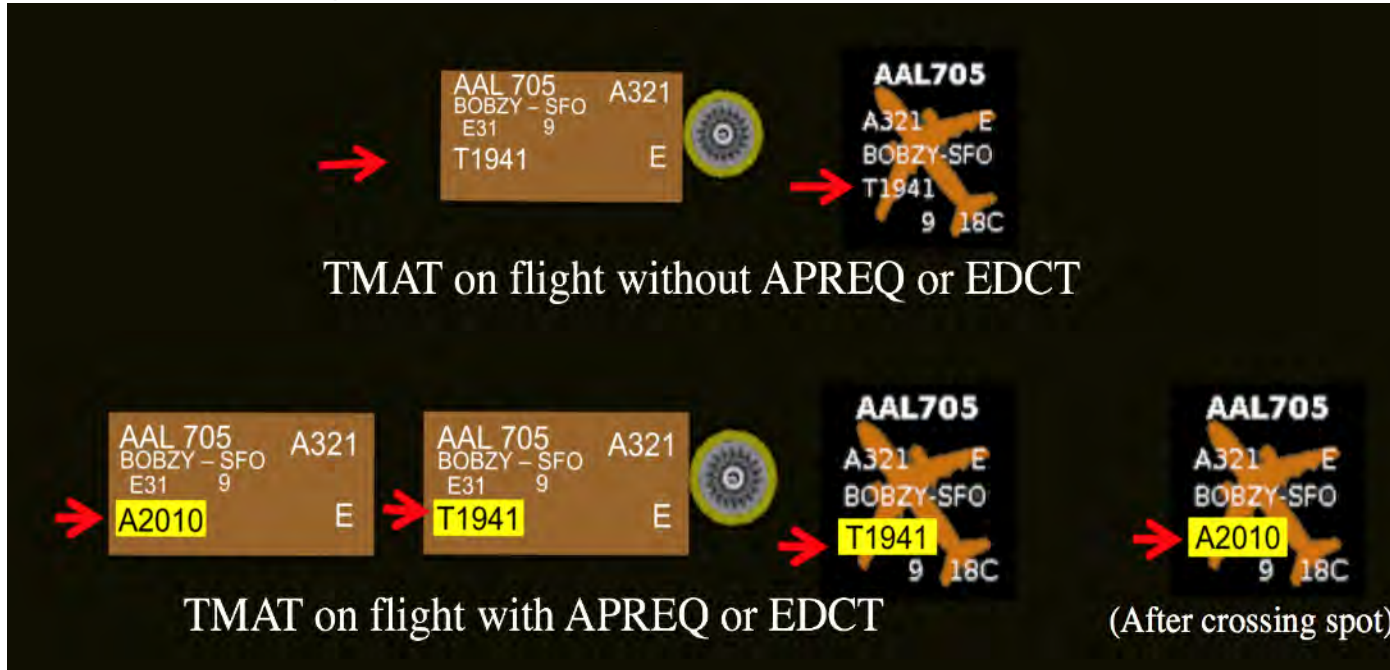 AAL 705 A321
BOBZY – SFO
E31 9
T1941 E
AAL705
A321 E
BOBZY-SFO
T1941
9 18C
TMAT on flight without APREQ or EDCT
AAL 705 A321
BOBZY – SFO
E31 9
A2010 E
AAL 705 A321
BOBZY – SFO
E31 9
T1941 E
AAL705
A321 E
BOBZY-SFO
T1941
9 18C
AAL705
A321 E
BOBZY-SFO
A2010
9 18C
TMAT on flight with APREQ or EDCT
(After crossing spot)